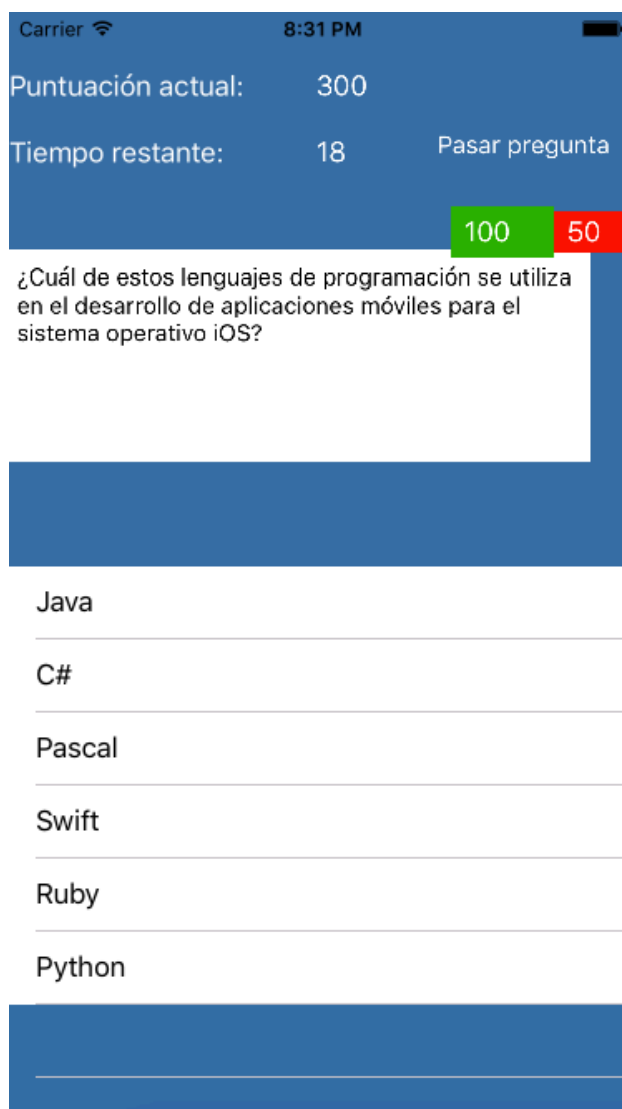 Carrier 8:31 PM
Puntuación actual: 300
Tiempo restante: 18 Pasar pregunta
100 50
¿Cuál de estos lenguajes de programación se utiliza
en el desarrollo de aplicaciones móviles para el
sistema operativo iOS?
Java
C#
Pascal
Swift
Ruby
Python